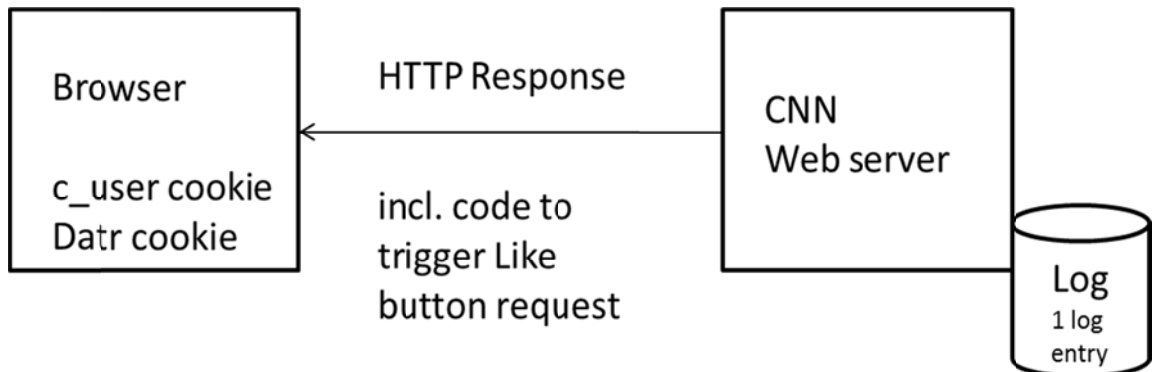 Browser
c_user cookie
Datr cookie
HTTP Response
incl. code to
trigger Like
button request
CNN
Web server
Log
1 log
entry